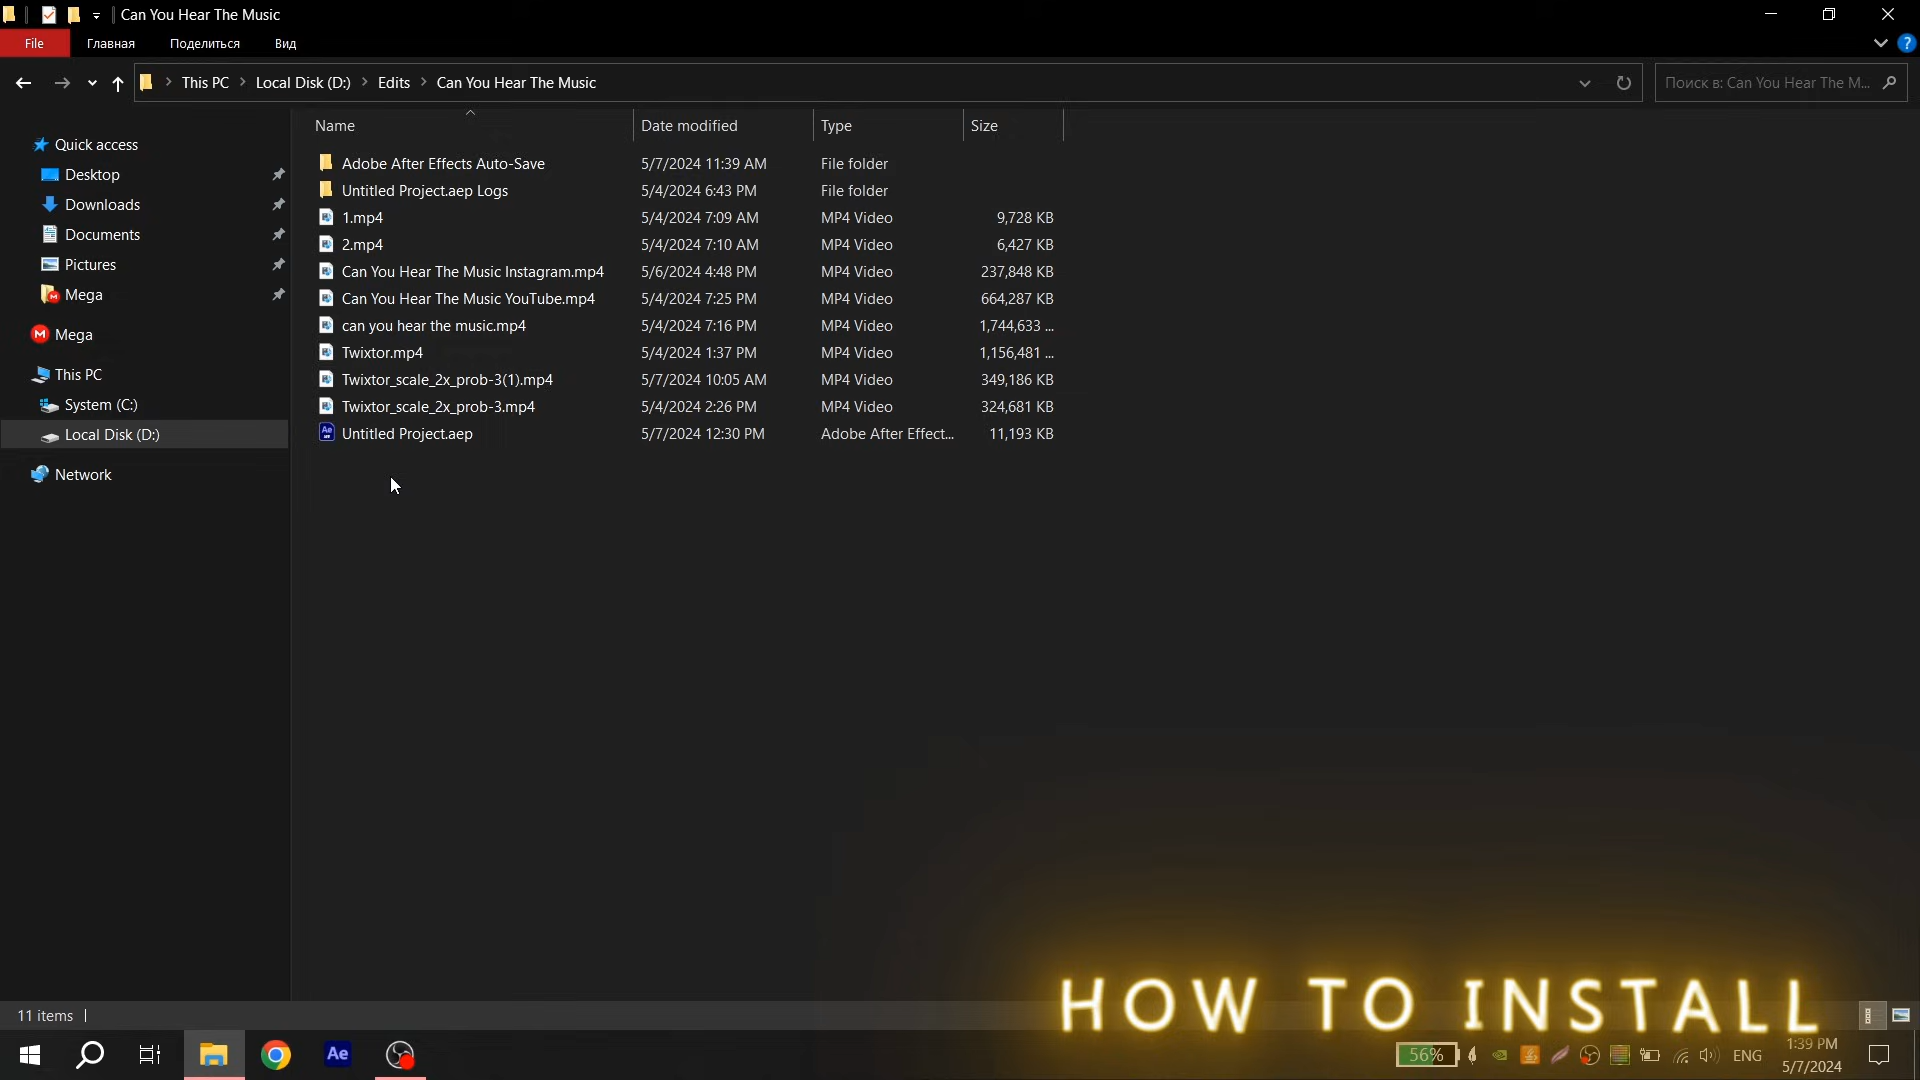 Can You Hear The Music
File Главная Поделиться Вид
This PC Local Disk (D:) Edits Can You Hear The Music
Поиск в: Can You Hear The M...
Name Date modified Type Size
Quick access
Desktop
Downloads
Documents
Pictures
Mega
Mega
This PC
System (C:)
Local Disk (D:)
Network
Adobe After Effects Auto-Save 5/7/2024 11:39 AM File folder
Untitled Project.aep Logs 5/4/2024 6:43 PM File folder
1.mp4 5/4/2024 7:09 AM MP4 Video 9,728 KB
2.mp4 5/4/2024 7:10 AM MP4 Video 6,427 KB
Can You Hear The Music Instagram.mp4 5/6/2024 4:48 PM MP4 Video 237,848 KB
Can You Hear The Music YouTube.mp4 5/4/2024 7:25 PM MP4 Video 664,287 KB
can you hear the music.mp4 5/4/2024 7:16 PM MP4 Video 1,744,633 ...
Twixtor.mp4 5/4/2024 1:37 PM MP4 Video 1,156,481 ...
Twixtor_scale_2x_prob-3(1).mp4 5/7/2024 10:05 AM MP4 Video 349,186 KB
Twixtor_scale_2x_prob-3.mp4 5/4/2024 2:26 PM MP4 Video 324,681 KB
Untitled Project.aep 5/7/2024 12:30 PM Adobe After Effect... 11,193 KB
HOW TO INSTALL
11 items
Ae
56%
ENG
1:39 PM
5/7/2024